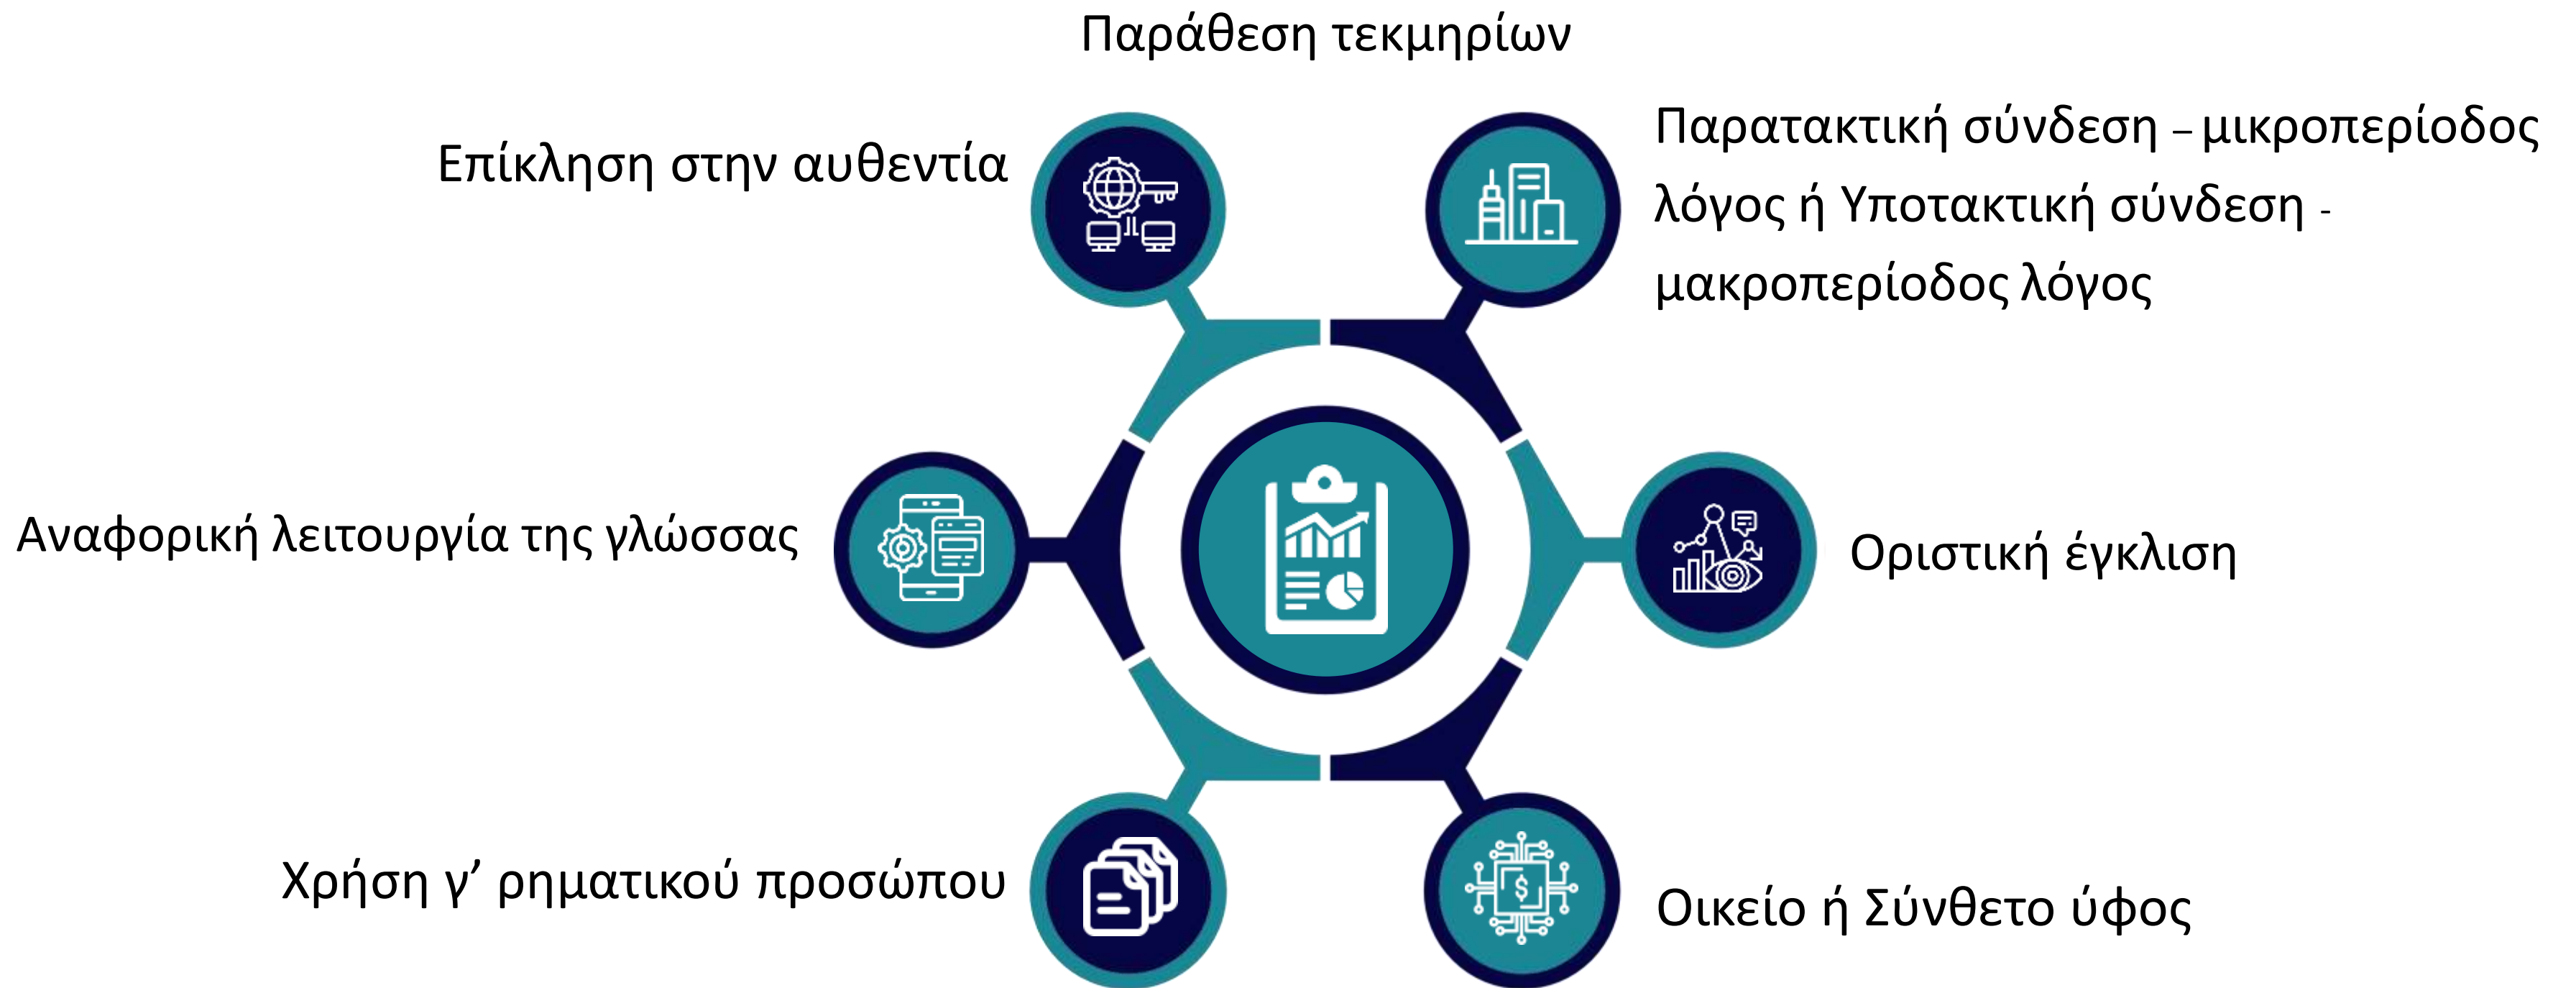 Παράθεση τεκμηρίων
Επίκληση στην αυθεντία
Παρατακτική σύνδεση – μικροπερίοδος
λόγος ή Υποτακτική σύνδεση -
μακροπερίοδος λόγος
Αναφορική λειτουργία της γλώσσας
Οριστική έγκλιση
Χρήση γ’ ρηματικού προσώπου
Οικείο ή Σύνθετο ύφος
$